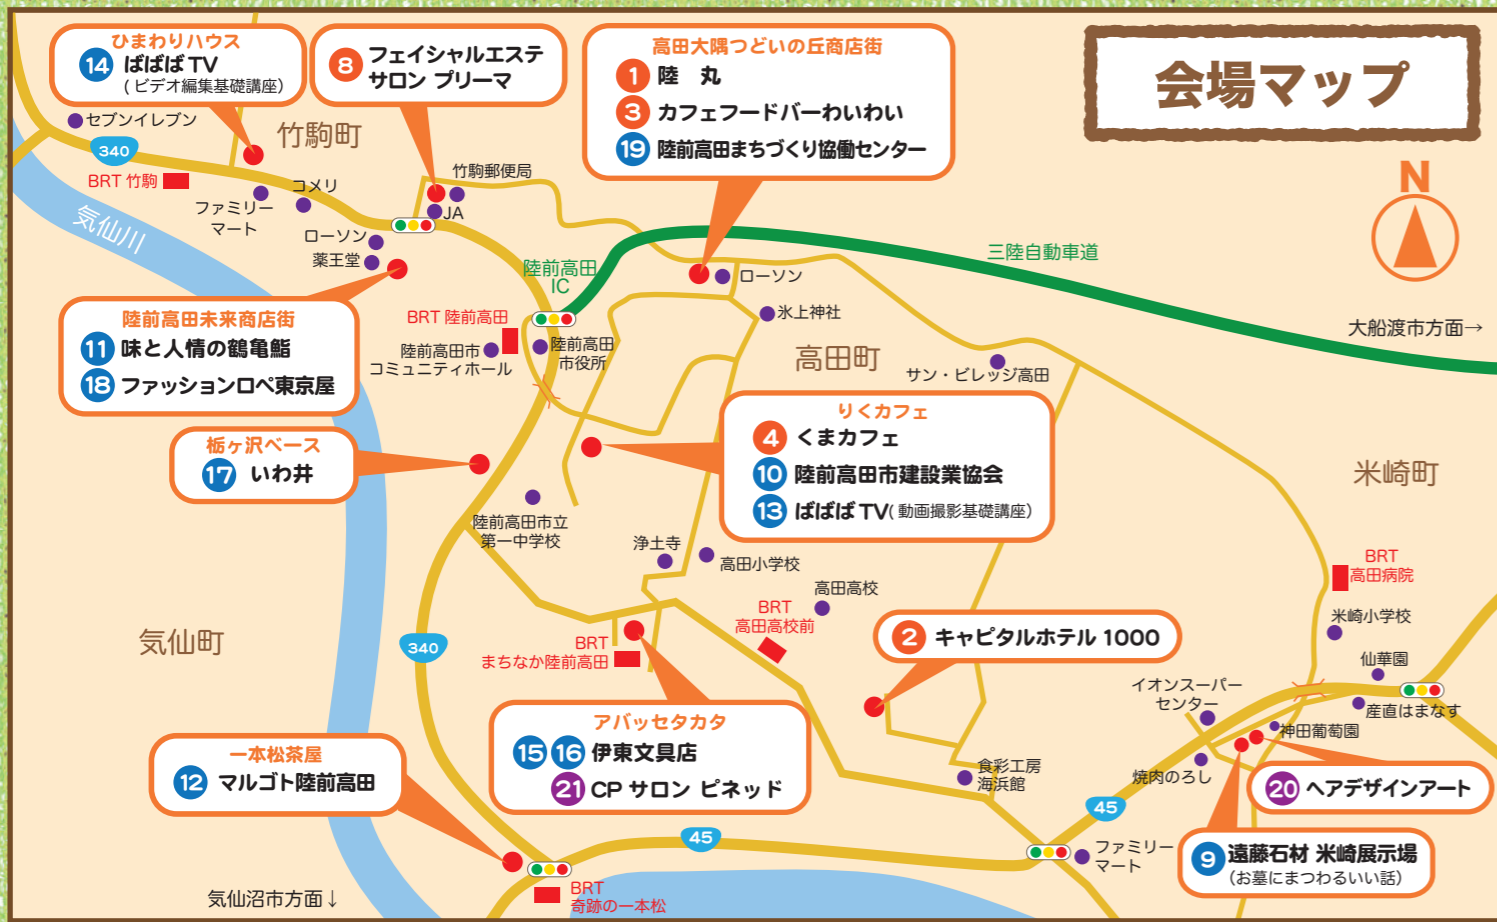 会場マップ
ひまわりハウス
14 ばばばTV
(ビデオ編集基礎講座)
8 フェイシャルエステ
サロン プリーマ
高田大隅つどいの丘商店街
1 陸 丸
3 カフェフードバーわいわい
19 陸前高田まちづくり協働センター
N
セブンイレブン
340
竹駒町
BRT 竹駒
気仙川
ファミリー
マート
コメリ
竹駒郵便局
JA
ローソン
薬王堂
陸前高田
IC
三陸自動車道
ローソン
氷上神社
大船渡市方面→
陸前高田未来商店街
11 味と人情の鶴亀鮨
18 ファッションロペ東京屋
BRT 陸前高田
陸前高田市
コミュニティホール
陸前高田
市役所
高田町
サン・ビレッジ高田
栃ヶ沢ベース
17 いわ井
りくカフェ
4 くまカフェ
10 陸前高田市建設業協会
13 ばばばTV(動画撮影基礎講座)
米崎町
陸前高田市立
第一中学校
浄土寺
高田小学校
高田高校
BRT
高田病院
米崎小学校
気仙町
340
BRT
まちなか陸前高田
BRT
高田高校前
2 キャピタルホテル 1000
仙華園
イオンスーパー
センター
産直はまなす
神田葡萄園
アバッセタカタ
15 16 伊東文具店
21 CP サロン ピネッド
一本松茶屋
12 マルゴト陸前高田
食彩工房
海浜館
焼肉のろし
20 ヘアデザインアート
45
45
ファミリー
マート
9 遠藤石材 米崎展示場
(お墓にまつわるいい話)
気仙沼市方面↓
BRT
奇跡の一本松